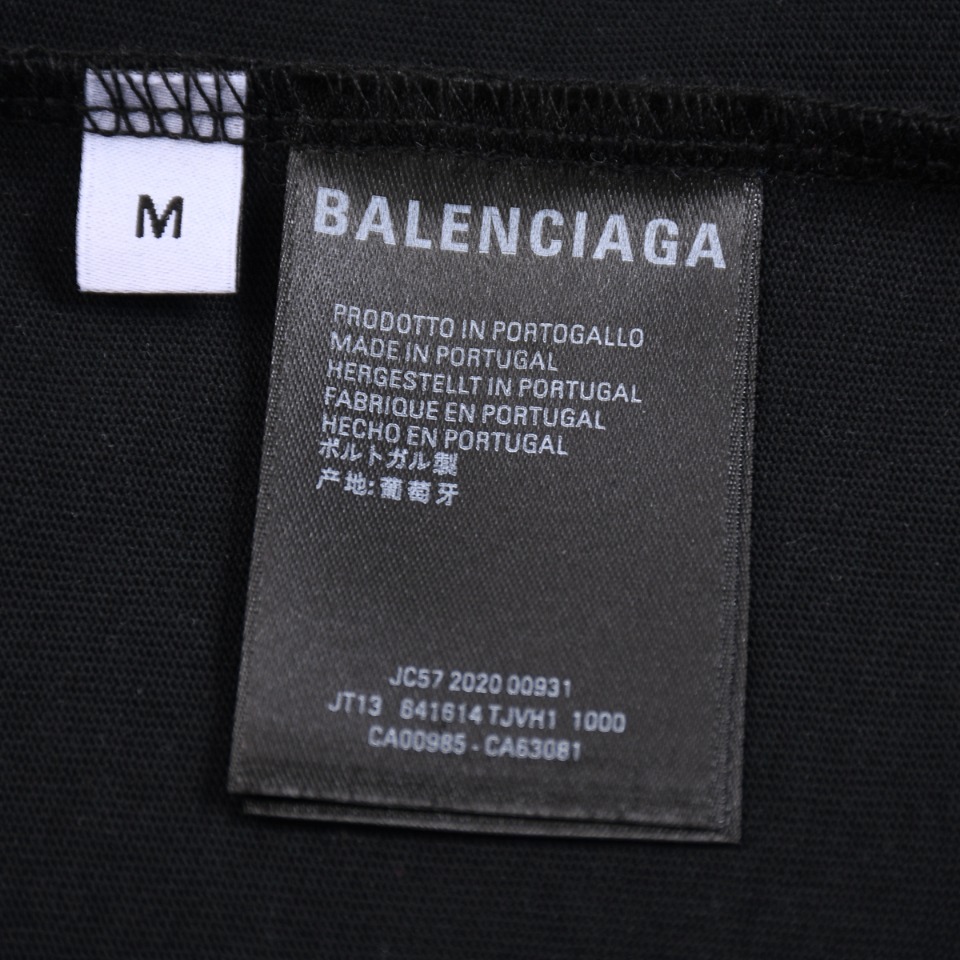 M
BALENCIAGA
PRODOTTO IN PORTOGALLO
MADE IN PORTUGAL
HERGESTELLT IN PORTUGAL
FABRIQUE EN PORTUGAL
HECHO EN PORTUGAL
ポルトガル製
产地:葡萄牙
JC57 2020 00931
JT13 641614 TJVH1 1000
CA00985 - CA63081